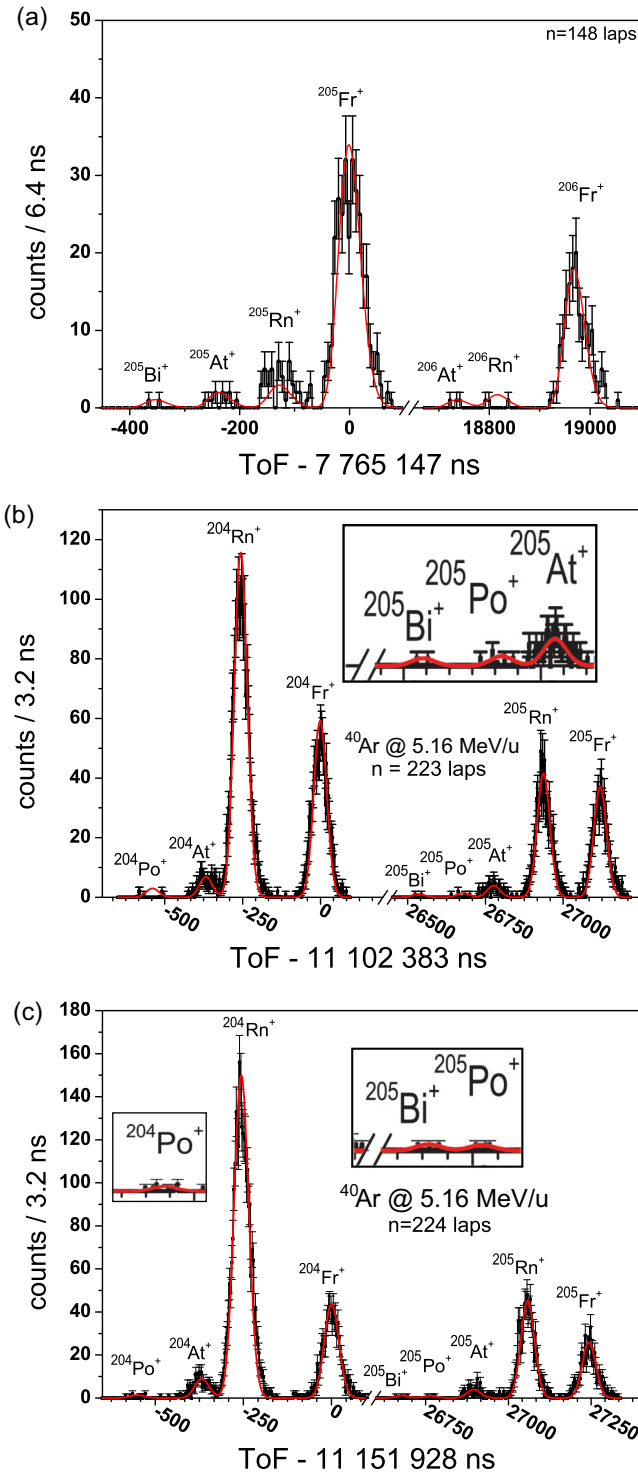 (a)
n=148 laps
50
40
30
20
10
0
counts / 6.4 ns
205Fr+
206Fr+
205Rn+
205At+
205Bi+
206At+
206Rn+
-400 -200 0 18800 19000
ToF - 7 765 147 ns
(b)
120
100
80
60
40
20
0
counts / 3.2 ns
204Rn+
205Bi+ 205Po+ 205At+
204Fr+
40Ar @ 5.16 MeV/u
n = 223 laps
205Rn+
205Fr+
204Po+
204At+
205Bi+
205Po+
205At+
-500 -250 0 26500 26750 27000
ToF - 11 102 383 ns
(c)
180
160
140
120
100
80
60
40
20
0
counts / 3.2 ns
204Rn+
204Po+
205Bi+ 205Po+
40Ar @ 5.16 MeV/u
n=224 laps
204Fr+
205Rn+
205Fr+
204Po+
204At+
205Bi+
205Po+
205At+
-500 -250 0 26750 27000 27250
ToF - 11 151 928 ns